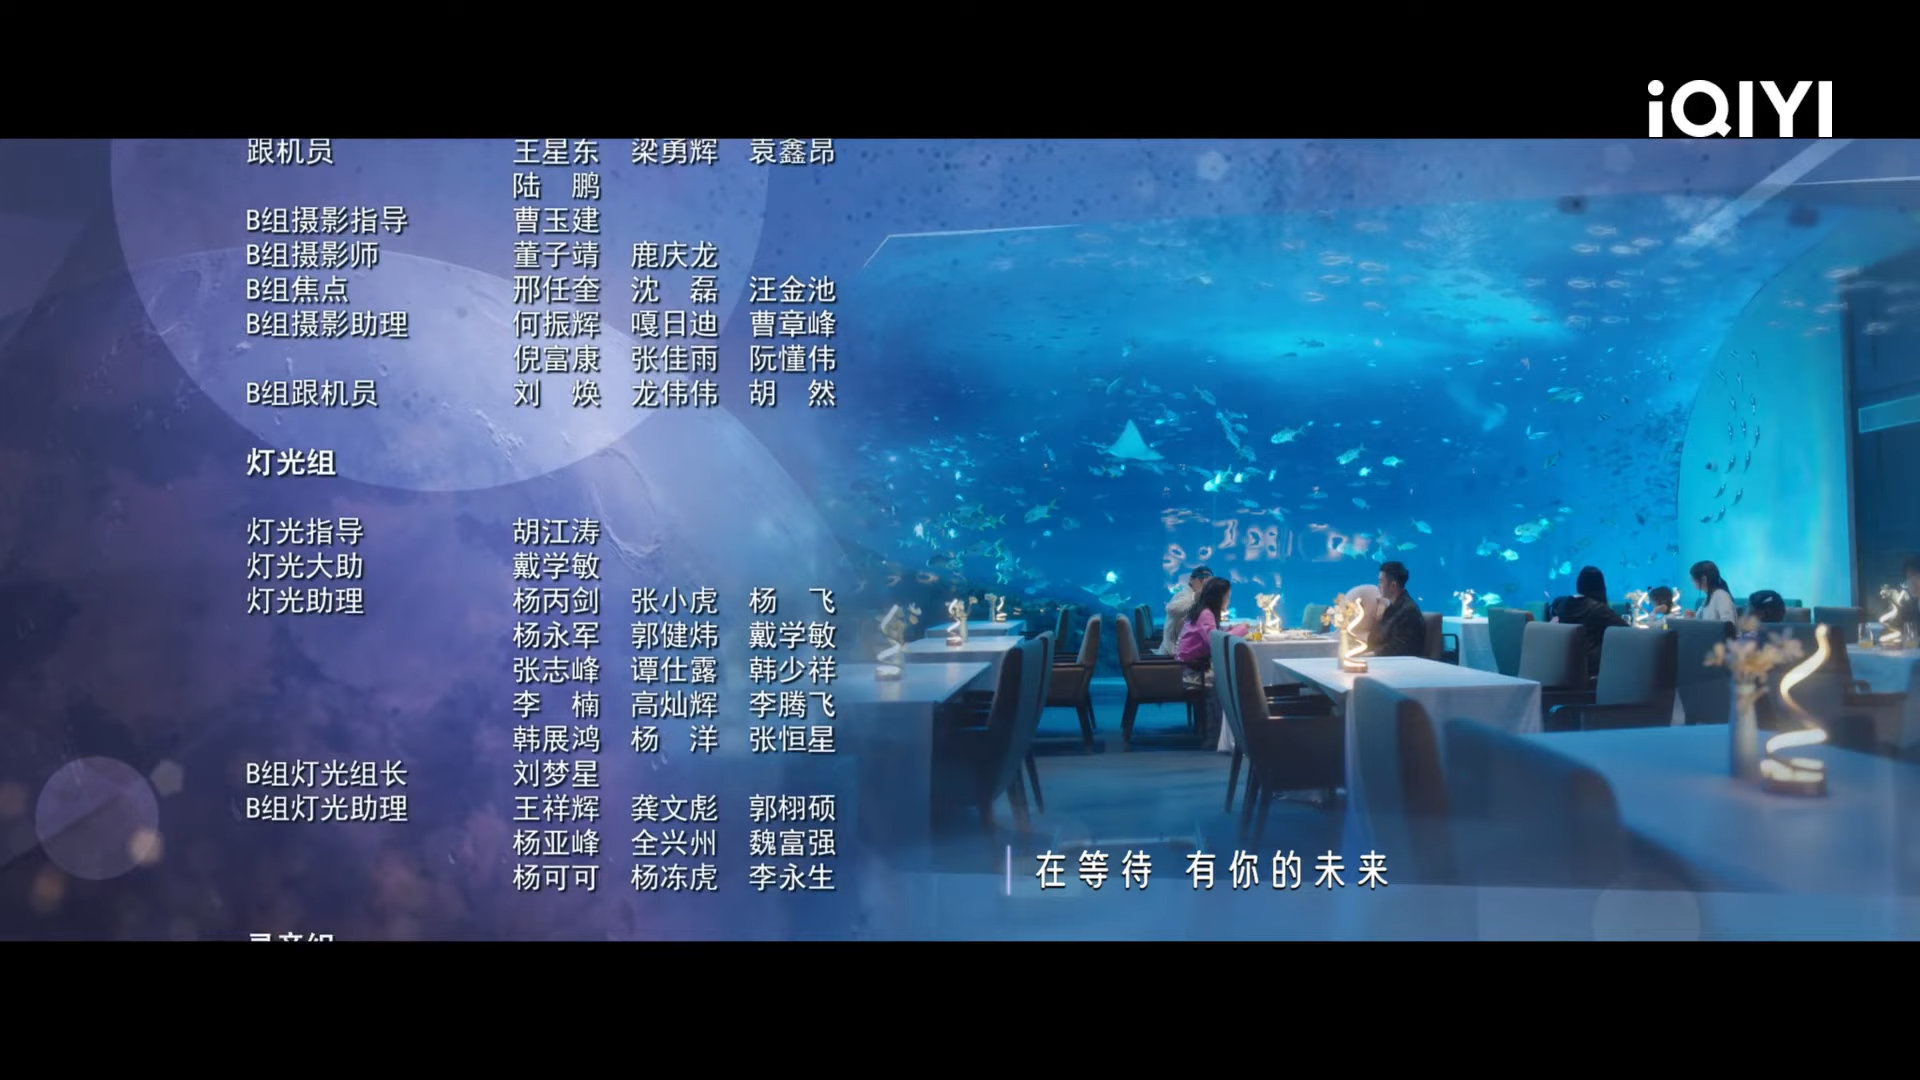 iQIYI
跟机员 王星东 梁勇辉 袁鑫昂
陆 鹏
B组摄影指导 曹玉建
B组摄影师 董子靖 鹿庆龙
B组焦点 邢任奎 沈 磊 汪金池
B组摄影助理 何振辉 嘎日迪 曹章峰
倪富康 张佳雨 阮懂伟
B组跟机员 刘 焕 龙伟伟 胡 然
灯光组
灯光指导 胡江涛
灯光大助 戴学敏
灯光助理 杨丙剑 张小虎 杨 飞
杨永军 郭健炜 戴学敏
张志峰 谭仕露 韩少祥
李 楠 高灿辉 李腾飞
韩展鸿 杨 洋 张恒星
B组灯光组长 刘梦星
B组灯光助理 王祥辉 龚文彪 郭栩硕
杨亚峰 全兴州 魏富强
杨可可 杨冻虎 李永生
在等待 有你的未来